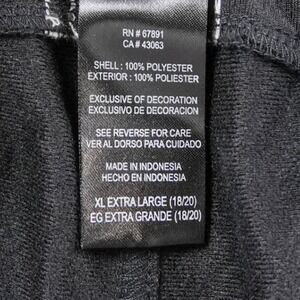 RN # 67891
CA # 43063
SHELL : 100% POLYESTER
EXTERIOR : 100% POLIESTER
EXCLUSIVE OF DECORATION
EXCLUSIVO DE DECORACION
SEE REVERSE FOR CARE
VER AL DORSO PARA CUIDADO
MADE IN INDONESIA
HECHO EN INDONESIA
XL EXTRA LARGE (18/20)
EG EXTRA GRANDE (18/20)